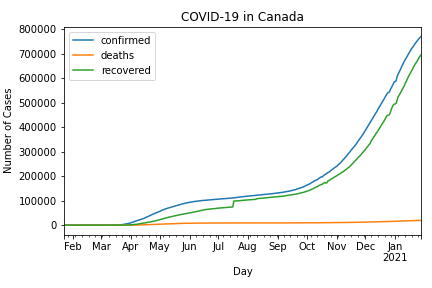 COVID-19 in Canada
confirmed
deaths
recovered
800000
700000
600000
500000
400000
300000
200000
100000
0
Number of Cases
Feb Mar Apr May Jun Jul Aug Sep Oct Nov Dec Jan
2021
Day